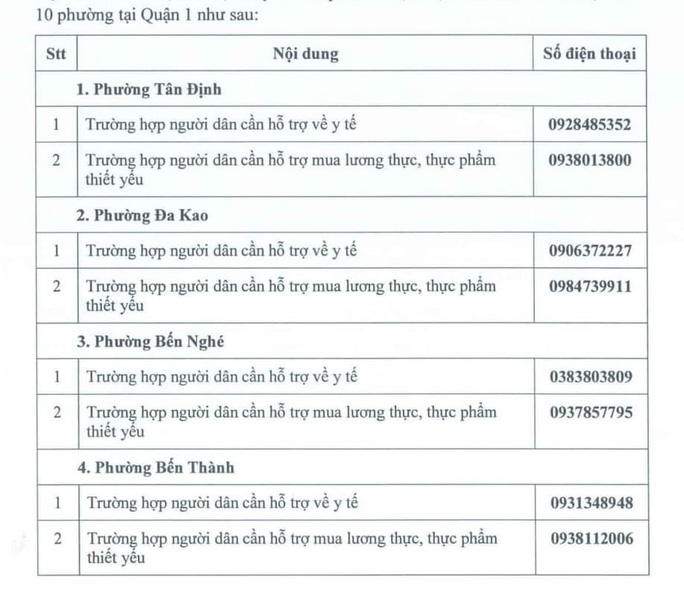 10 phường tại Quận 1 như sau:
Stt Nội dung Số điện thoại
1. Phường Tân Định
1 Trường hợp người dân cần hỗ trợ về y tế 0928485352
2 Trường hợp người dân cần hỗ trợ mua lương thực, thực phẩm 0938013800
thiết yếu
2. Phường Đa Kao
1 Trường hợp người dân cần hỗ trợ về y tế 0906372227
2 Trường hợp người dân cần hỗ trợ mua lương thực, thực phẩm 0984739911
thiết yếu
3. Phường Bến Nghé
1 Trường hợp người dân cần hỗ trợ về y tế 0383803809
2 Trường hợp người dân cần hỗ trợ mua lương thực, thực phẩm 0937857795
thiết yếu
4. Phường Bến Thành
1 Trường hợp người dân cần hỗ trợ về y tế 0931348948
2 Trường hợp người dân cần hỗ trợ mua lương thực, thực phẩm 0938112006
thiết yếu